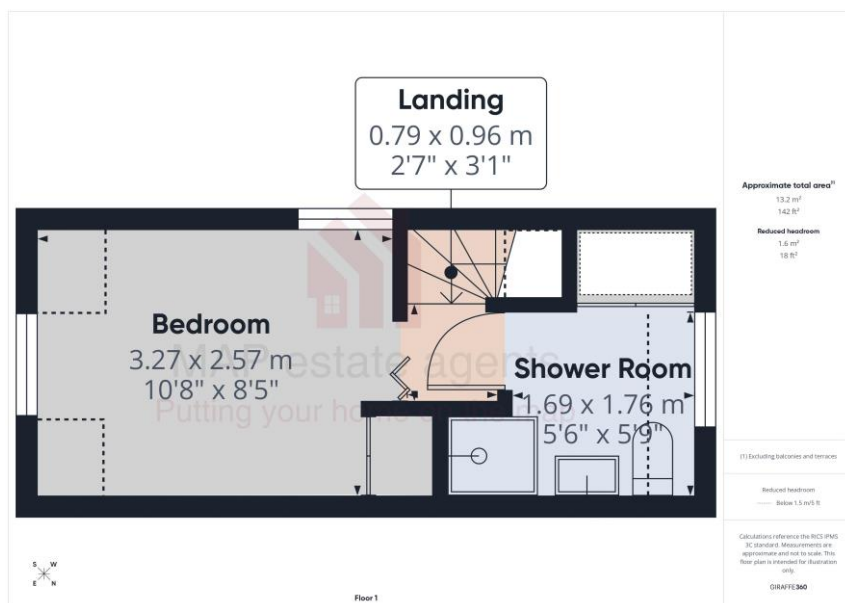 Landing
0.79 x 0.96 m
2'7" x 3'1"
Bedroom
3.27 x 2.57 m
10'8" x 8'5"
Shower Room
1.69 x 1.76 m
5'6" x 5'9"
MAP estate agents
Putting your home on the map
Approximate total area(1)
13.2 m²
142 ft²
Reduced headroom
1.6 m²
18 ft²
(1) Excluding balconies and terraces
Reduced headroom
Below 1.5 m/5 ft
Calculations reference the RICS IPMS
3C standard. Measurements are
approximate and not to scale. This
floor plan is intended for illustration
only.
GIRAFFE360
S W
E N
Floor 1